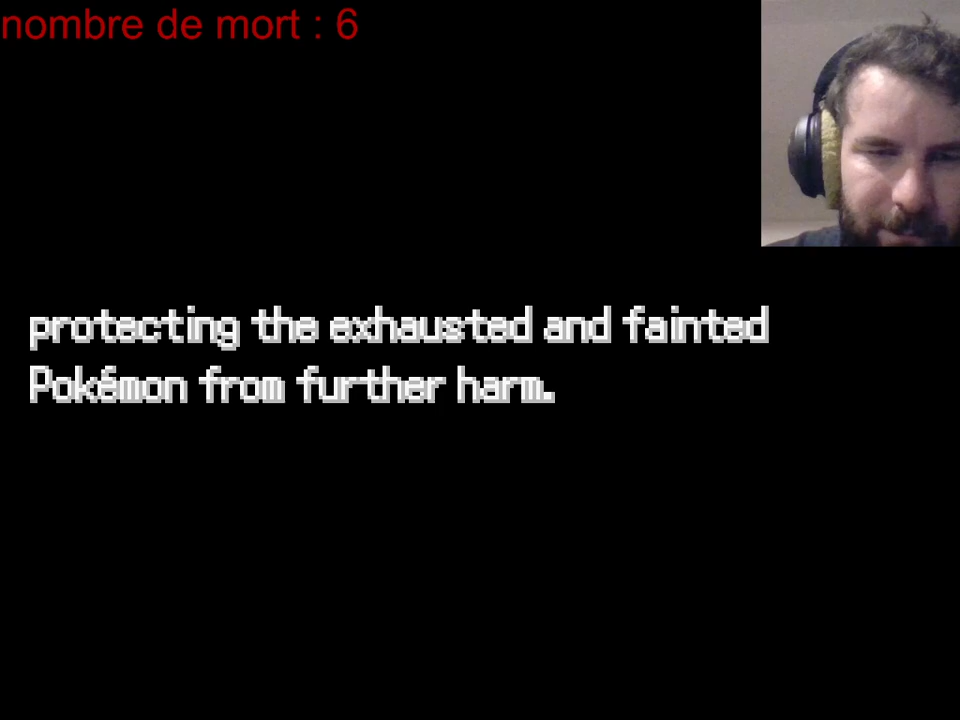 nombre de mort : 6
protecting the exhausted and fainted
Pokémon from further harm.